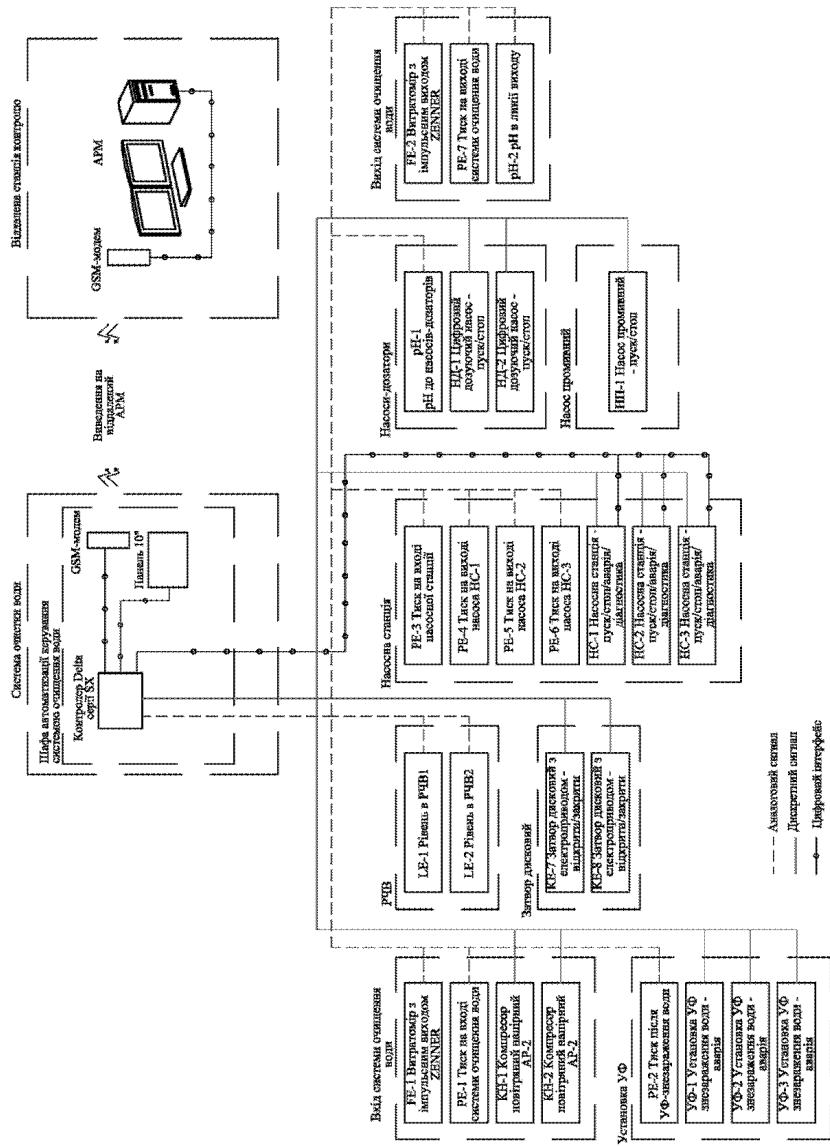 Система очистки води
Шафа автоматизації керування
системою очищення води
Контролер Delta
серії SX
GSM-модем
Панель 10"
Виведення на
віддалений
АРМ
Віддалена станція контролю
GSM-модем
АРМ
Вхід системи очищення
води
FE-1 Витратомір з
імпульсним виходом
ZENNER
PE-1 Тиск на вході
системи очищення води
КН-1 Компресор
повітряний напірний
АР-2
КН-2 Компресор
повітряний напірний
АР-2
Установка УФ
PE-2 Тиск після
УФ-знезараження води
УФ-1 Установка УФ
знезараження води -
аварія
УФ-2 Установка УФ
знезараження води -
аварія
УФ-3 Установка УФ
знезараження води -
аварія
РЧВ
LE-1 Рівень в РЧВ1
LE-2 Рівень в РЧВ2
Затвор дисковий
КЕ-7 Затвор дисковий з
електроприводом -
відкрити/закрити
КЕ-8 Затвор дисковий з
електроприводом -
відкрити/закрити
Насосна станція
PE-3 Тиск на вході
насосної станції
PE-4 Тиск на виході
насоса НС-1
PE-5 Тиск на виході
насоса НС-2
PE-6 Тиск на виході
насоса НС-3
НС-1 Насосна станція -
пуск/стоп/аварія/
діагностика
НС-2 Насосна станція -
пуск/стоп/аварія/
діагностика
НС-3 Насосна станція -
пуск/стоп/аварія/
діагностика
Насоси-дозатори
pH-1
pH до насосів-дозаторів
НД-1 Цифровий
дозуючий насос -
пуск/стоп
НД-2 Цифровий
дозуючий насос -
пуск/стоп
Насос промивний
НП-1 Насос промивний
- пуск/стоп
Вихід системи очищення
води
FE-2 Витратомір з
імпульсним виходом
ZENNER
PE-7 Тиск на виході
системи очищення води
pH-2 pH в лінії виходу
Аналоговий сигнал
Дискретний сигнал
Цифровий інтерфейс